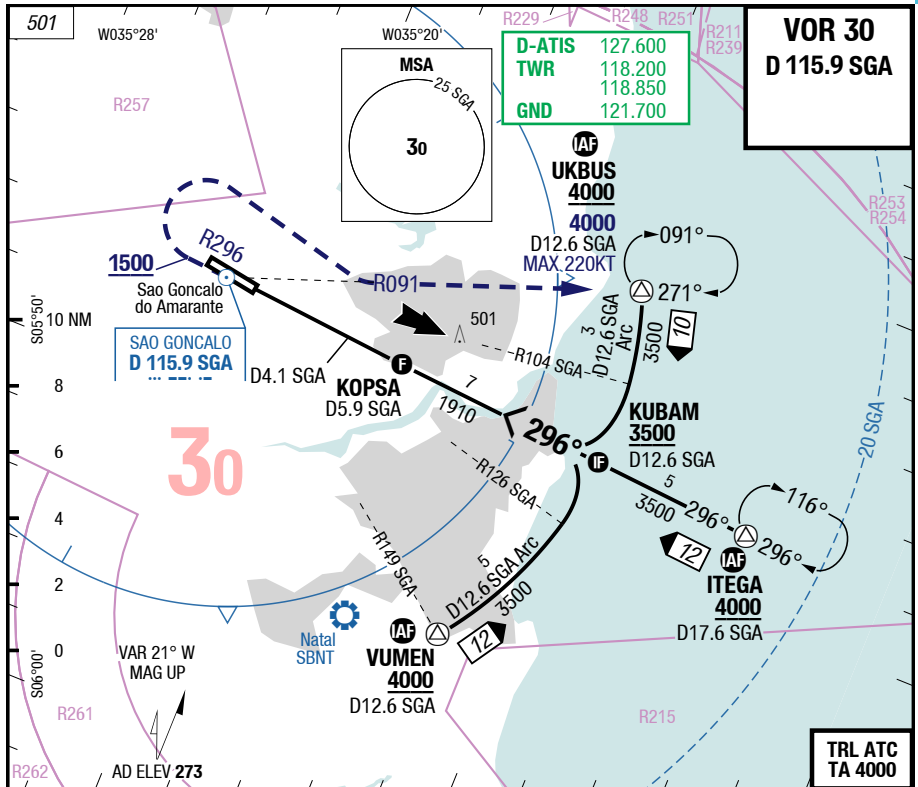 501
W035°28'
W035°20'
R229
R248
R251
R211
R239
VOR 30
D 115.9 SGA
D-ATIS 127.600
TWR 118.200
118.850
GND 121.700
MSA
25 SGA
30
R257
IAF
UKBUS
4000
4000
D12.6 SGA
MAX 220KT
R253
R254
091°
271°
1500
R296
Sao Goncalo
do Amarante
R091
501
3
D12.6 SGA
Arc
3500
10
S05°50'
10 NM
SAO GONCALO
D 115.9 SGA
D4.1 SGA
R104 SGA
F
KOPSA
D5.9 SGA
7
1910
8
KUBAM
3500
D12.6 SGA
296°
IF
30
6
R126 SGA
5
3500
296°
116°
296°
20 SGA
12
IAF
ITEGA
4000
D17.6 SGA
4
R149 SGA
5
D12.6 SGA Arc
3500
2
Natal
SBNT
IAF
VUMEN
4000
D12.6 SGA
12
0
S06°00'
VAR 21° W
MAG UP
R261
R215
R262
AD ELEV 273
TRL ATC
TA 4000